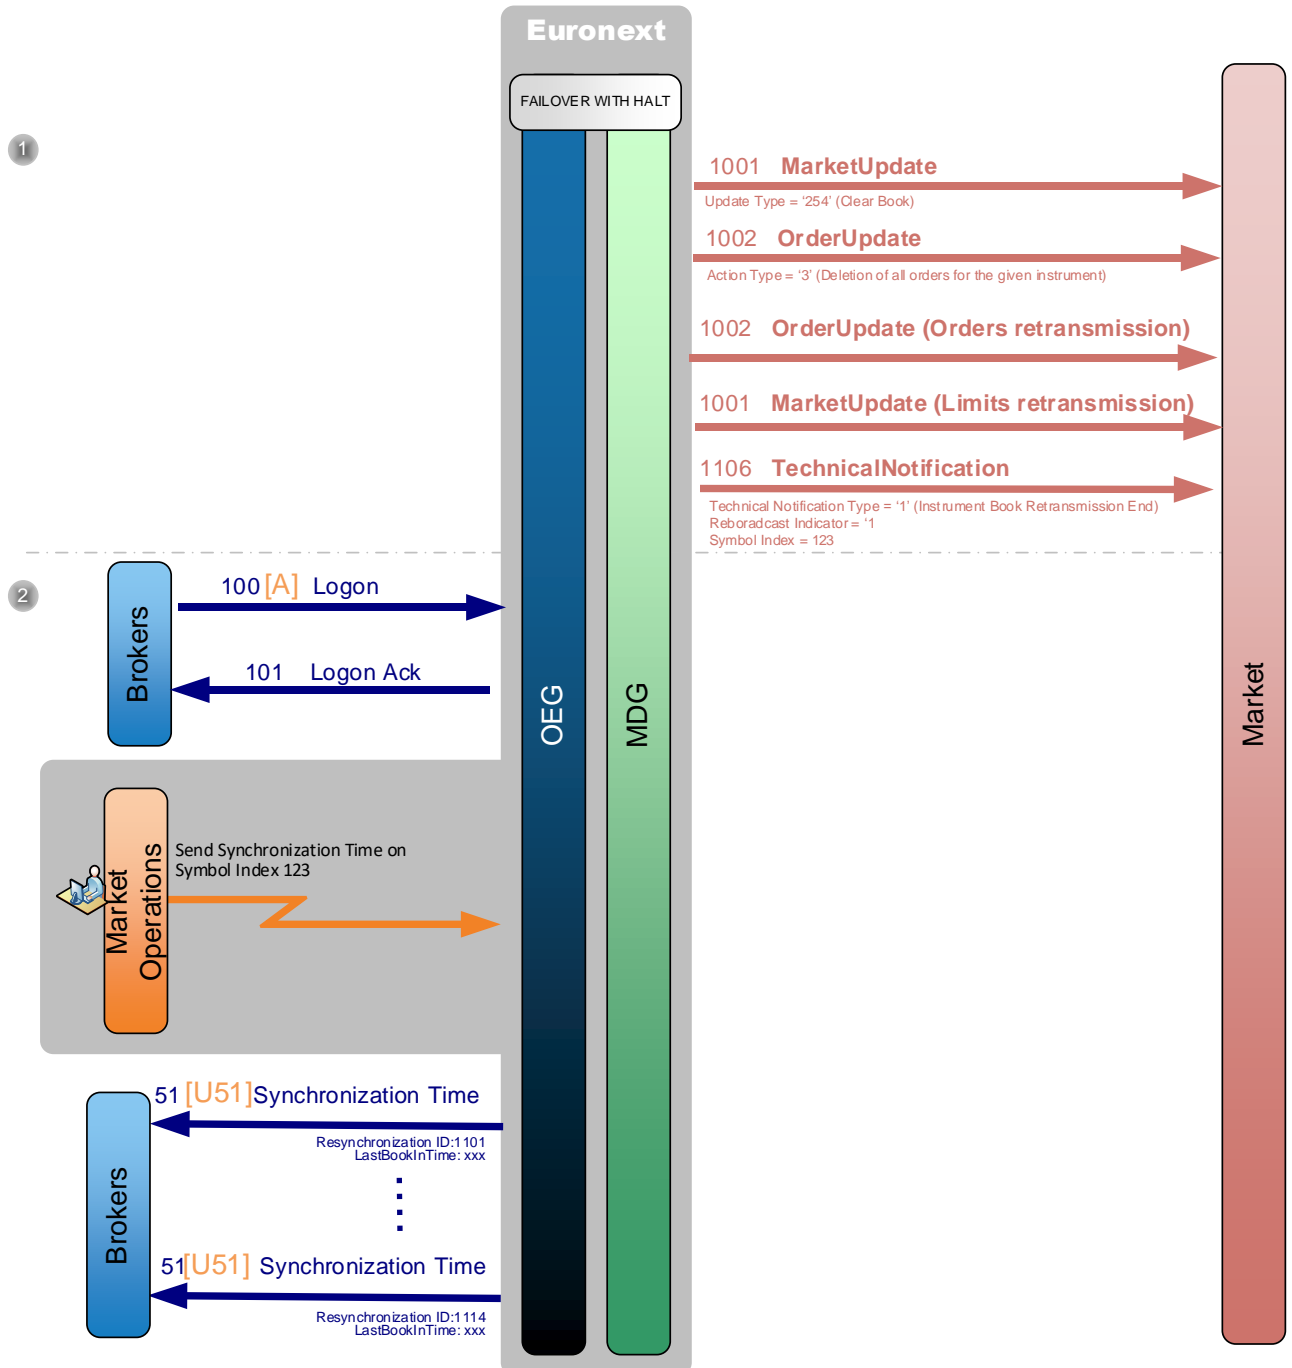 Euronext
FAILOVER WITH HALT
1
1001 MarketUpdate
Update Type = ‘254’ (Clear Book)
1002 OrderUpdate
Action Type = ‘3’ (Deletion of all orders for the given instrument)
1002 OrderUpdate (Orders retransmission)
1001 MarketUpdate (Limits retransmission)
1106 TechnicalNotification
Technical Notification Type = ‘1’ (Instrument Book Retransmission End)
Reboradcast Indicator = ‘1
Symbol Index = 123
2
100 [A] Logon
Brokers
101 Logon Ack
OEG
MDG
Market
Market
Operations
Send Synchronization Time on
Symbol Index 123
51 [U51] Synchronization Time
Resynchronization ID:1101
LastBookInTime: xxx
Brokers
51 [U51] Synchronization Time
Resynchronization ID:1114
LastBookInTime: xxx